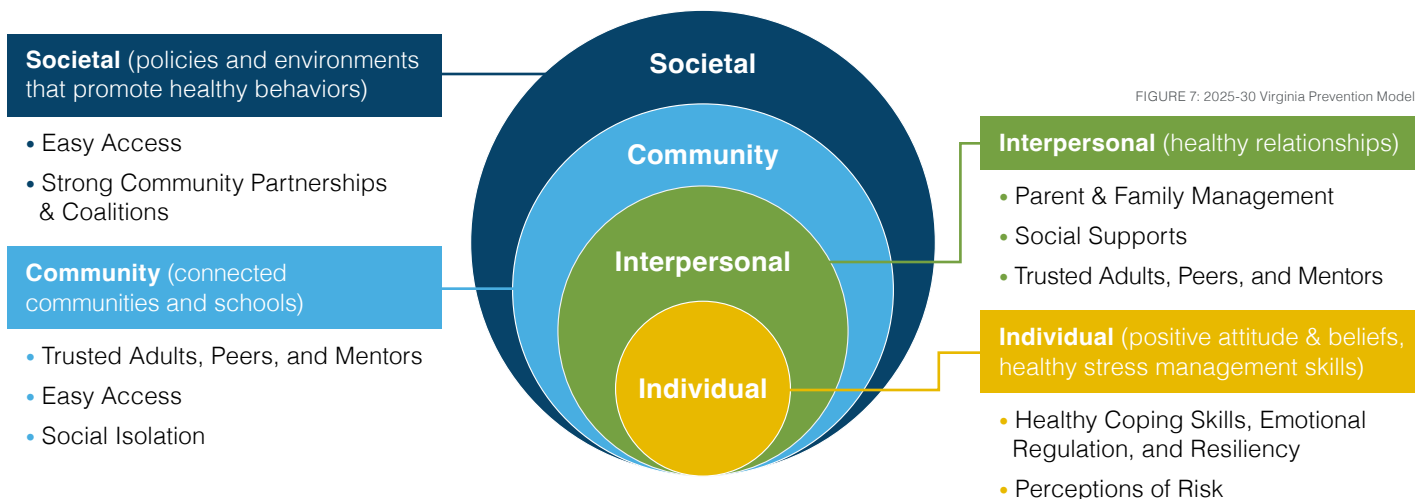 Societal (policies and environments
that promote healthy behaviors)
• Easy Access
• Strong Community Partnerships
& Coalitions
Community (connected
communities and schools)
• Trusted Adults, Peers, and Mentors
• Easy Access
• Social Isolation
Societal
Community
Interpersonal
Individual
FIGURE 7: 2025-30 Virginia Prevention Model
Interpersonal (healthy relationships)
• Parent & Family Management
• Social Supports
• Trusted Adults, Peers, and Mentors
Individual (positive attitude & beliefs,
healthy stress management skills)
• Healthy Coping Skills, Emotional
Regulation, and Resiliency
• Perceptions of Risk